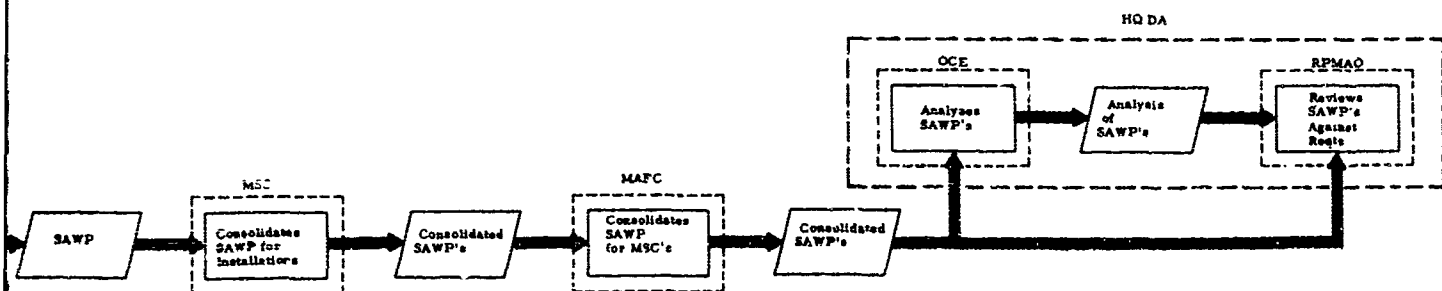 HQ DA
OCE
RPMAO
Analyses
SAWP's
Analysis
of
SAWP's
Reviews
SAWP's
Against
Reqts
MSC
MAFC
SAWP
Consolidates
SAWP for
Installations
Consolidated
SAWP's
Consolidates
SAWP
for MSC's
Consolidated
SAWP's